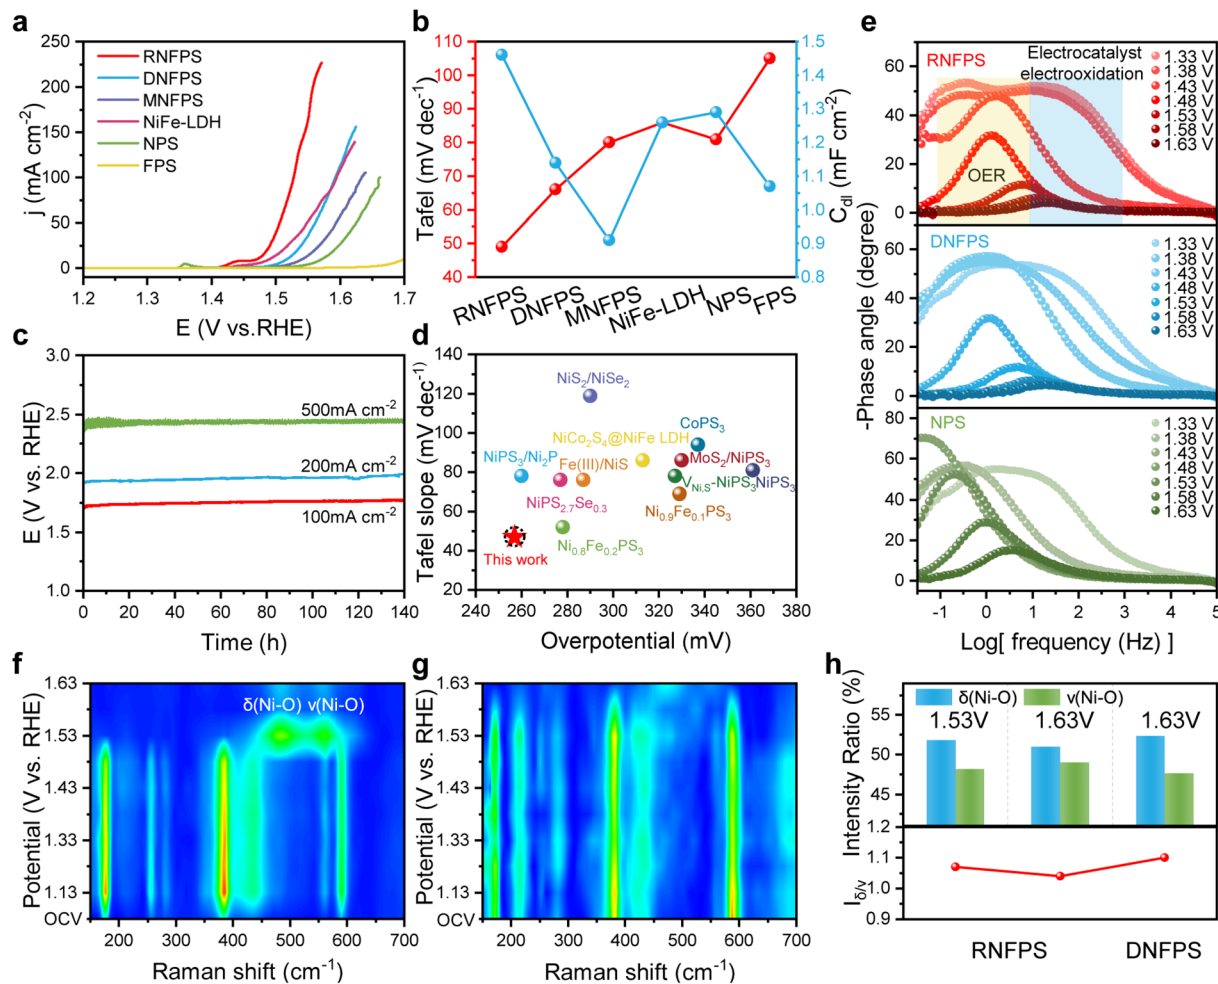 a
250
200
150
100
50
0
j (mA cm⁻²)
RNFPS
DNFPS
MNFPS
NiFe-LDH
NPS
FPS
1.2 1.3 1.4 1.5 1.6 1.7
E (V vs.RHE)
b
110
100
90
80
70
60
50
40
Tafel (mV dec⁻¹)
1.5
1.4
1.3
1.2
1.1
1.0
0.9
0.8
C_dl (mF cm⁻²)
RNFPS
DNFPS
MNFPS
NiFe-LDH
NPS
FPS
c
3.0
2.5
2.0
1.5
1.0
E (V vs. RHE)
500mA cm⁻²
200mA cm⁻²
100mA cm⁻²
0 20 40 60 80 100 120 140
Time (h)
d
140
120
100
80
60
40
20
Tafel slope (mV dec⁻¹)
NiS₂/NiSe₂
CoPS₃
NiCo₂S₄@NiFe LDH
NiPS₃/Ni₂P
Fe(III)/NiS
MoS₂/NiPS₃
V_Ni,S-NiPS₃
NiPS₃
NiPS₂.₇Se₀.₃
Ni₀.₉Fe₀.₁PS₃
Ni₀.₈Fe₀.₂PS₃
This work
240 260 280 300 320 340 360 380
Overpotential (mV)
e
-Phase angle (degree)
60
40
20
0
RNFPS
Electrocatalyst
electrooxidation
OER
1.33 V
1.38 V
1.43 V
1.48 V
1.53 V
1.58 V
1.63 V
60
40
20
0
DNFPS
1.33 V
1.38 V
1.43 V
1.48 V
1.53 V
1.58 V
1.63 V
80
60
40
20
0
NPS
1.33 V
1.38 V
1.43 V
1.48 V
1.53 V
1.58 V
1.63 V
-1 0 1 2 3 4 5
Log[ frequency (Hz) ]
f
1.63
1.53
1.43
1.33
1.23
1.13
OCV
Potential (V vs. RHE)
δ(Ni-O) ν(Ni-O)
200 300 400 500 600 700
Raman shift (cm⁻¹)
g
1.63
1.53
1.43
1.33
1.23
1.13
OCV
Potential (V vs. RHE)
200 300 400 500 600 700
Raman shift (cm⁻¹)
h
Intensity Ratio (%)
55
50
45
δ(Ni-O) ν(Ni-O)
1.53V 1.63V 1.63V
1.2
1.1
1.0
0.9
I_δ/ν
RNFPS DNFPS